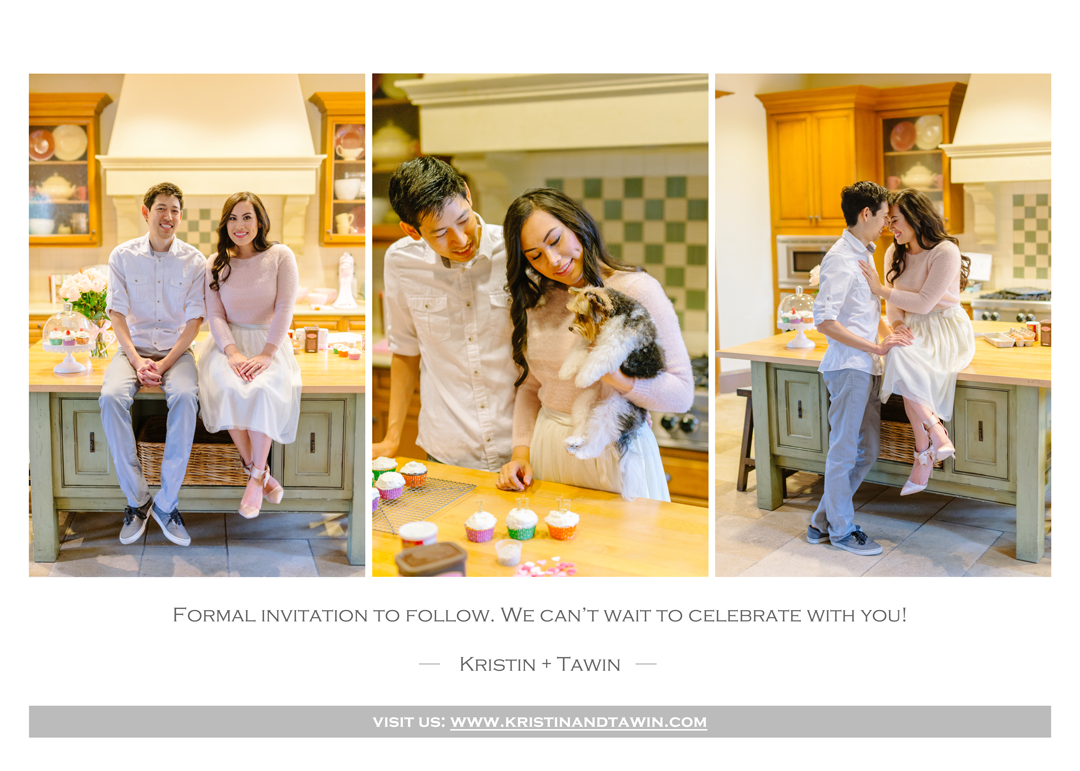 Formal invitation to follow. We can't wait to celebrate with you!
— Kristin + Tawin —
visit us: www.kristinandtawin.com